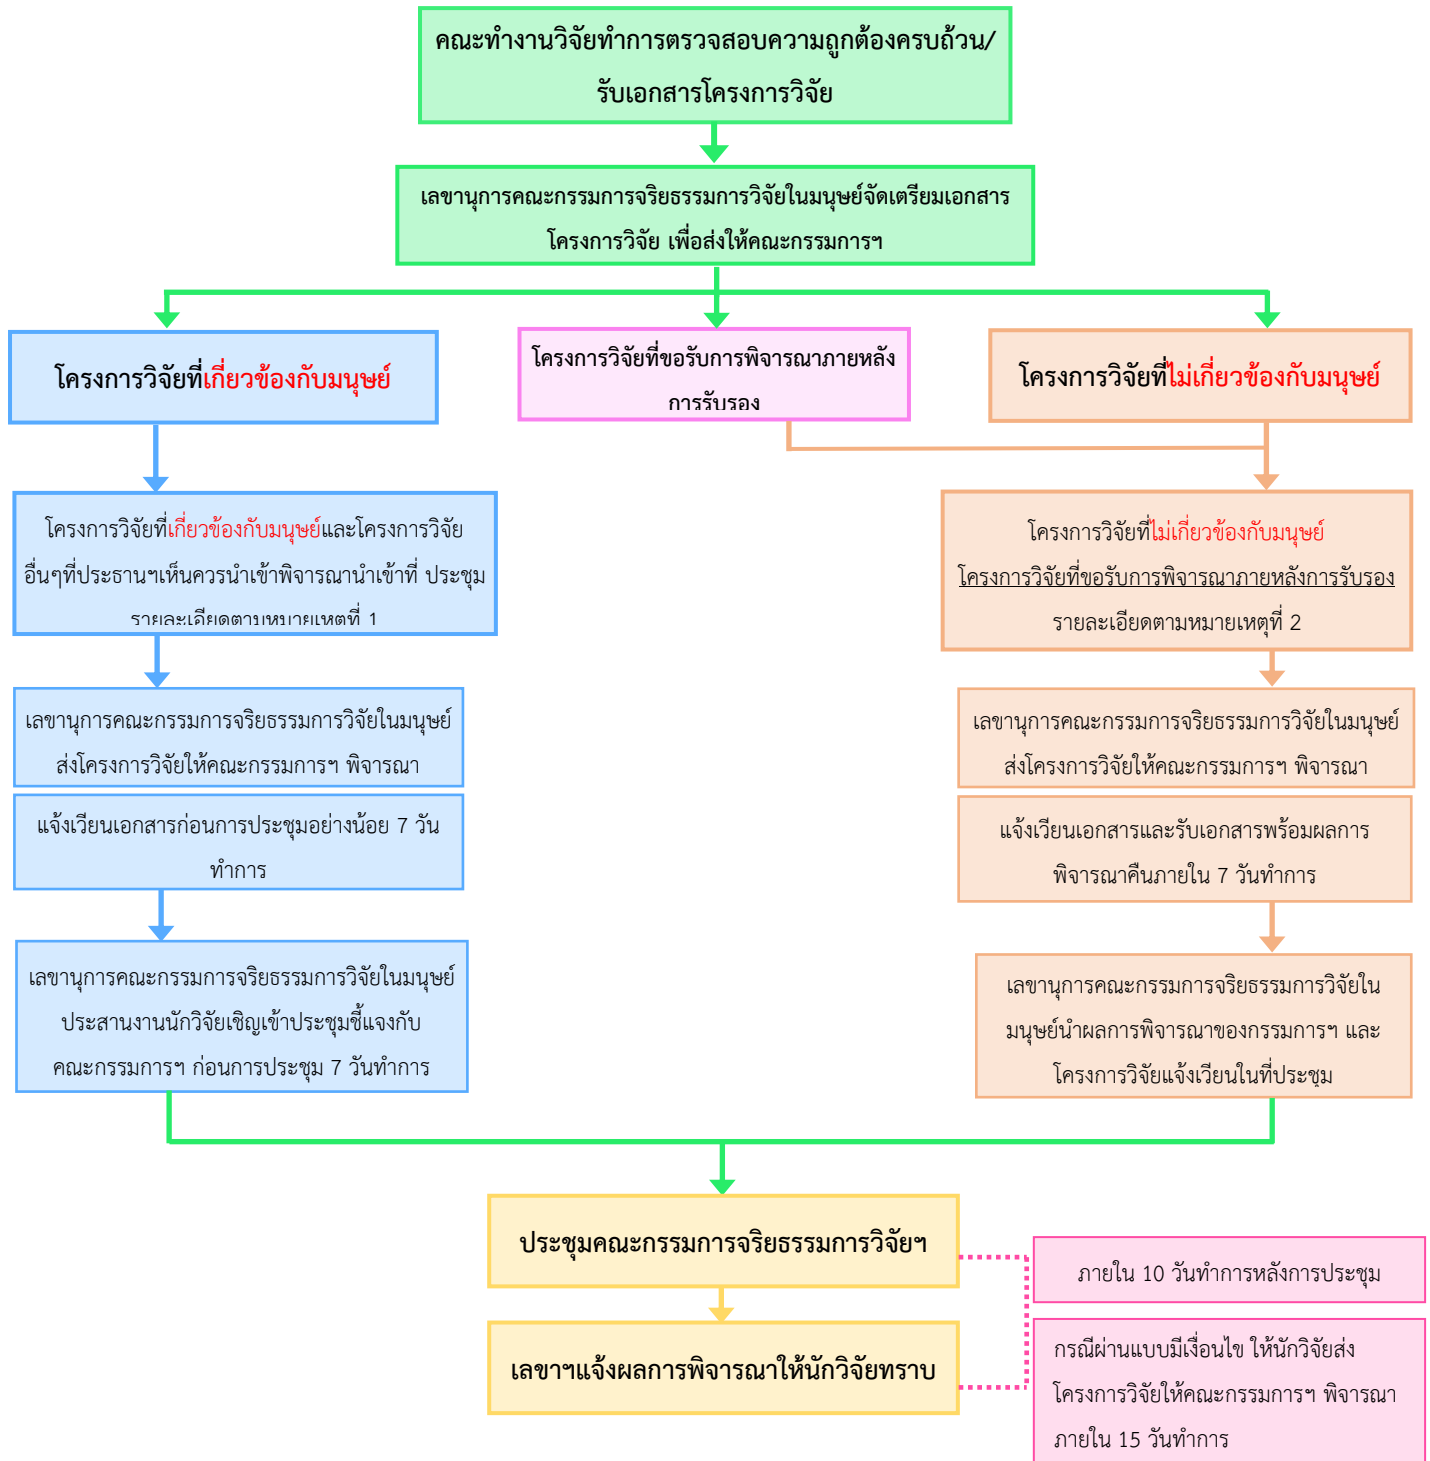 คณะทำงานวิจัยทำการตรวจสอบความถูกต้องครบถ้วน/
รับเอกสารโครงการวิจัย
เลขานุการคณะกรรมการจริยธรรมการวิจัยในมนุษย์จัดเตรียมเอกสาร
โครงการวิจัย เพื่อส่งให้คณะกรรมการฯ
โครงการวิจัยที่เกี่ยวข้องกับมนุษย์
โครงการวิจัยที่ขอรับการพิจารณาภายหลัง
การรับรอง
โครงการวิจัยที่ไม่เกี่ยวข้องกับมนุษย์
โครงการวิจัยที่เกี่ยวข้องกับมนุษย์และโครงการวิจัย
อื่นๆที่ประธานฯเห็นควรนำเข้าพิจารณานำเข้าที่ ประชุม
รายละเอียดตามหมายเหตุที่ 1
โครงการวิจัยที่ไม่เกี่ยวข้องกับมนุษย์
โครงการวิจัยที่ขอรับการพิจารณาภายหลังการรับรอง
รายละเอียดตามหมายเหตุที่ 2
เลขานุการคณะกรรมการจริยธรรมการวิจัยในมนุษย์
ส่งโครงการวิจัยให้คณะกรรมการฯ พิจารณา
แจ้งเวียนเอกสารก่อนการประชุมอย่างน้อย 7 วัน
ทำการ
เลขานุการคณะกรรมการจริยธรรมการวิจัยในมนุษย์
ส่งโครงการวิจัยให้คณะกรรมการฯ พิจารณา
แจ้งเวียนเอกสารและรับเอกสารพร้อมผลการ
พิจารณาคืนภายใน 7 วันทำการ
เลขานุการคณะกรรมการจริยธรรมการวิจัยในมนุษย์
ประสานงานนักวิจัยเชิญเข้าประชุมชี้แจงกับ
คณะกรรมการฯ ก่อนการประชุม 7 วันทำการ
เลขานุการคณะกรรมการจริยธรรมการวิจัยใน
มนุษย์นำผลการพิจารณาของกรรมการฯ และ
โครงการวิจัยแจ้งเวียนในที่ประชุม
ประชุมคณะกรรมการจริยธรรมการวิจัยฯ
เลขาฯแจ้งผลการพิจารณาให้นักวิจัยทราบ
ภายใน 10 วันทำการหลังการประชุม
กรณีผ่านแบบมีเงื่อนไข ให้นักวิจัยส่ง
โครงการวิจัยให้คณะกรรมการฯ พิจารณา
ภายใน 15 วันทำการ